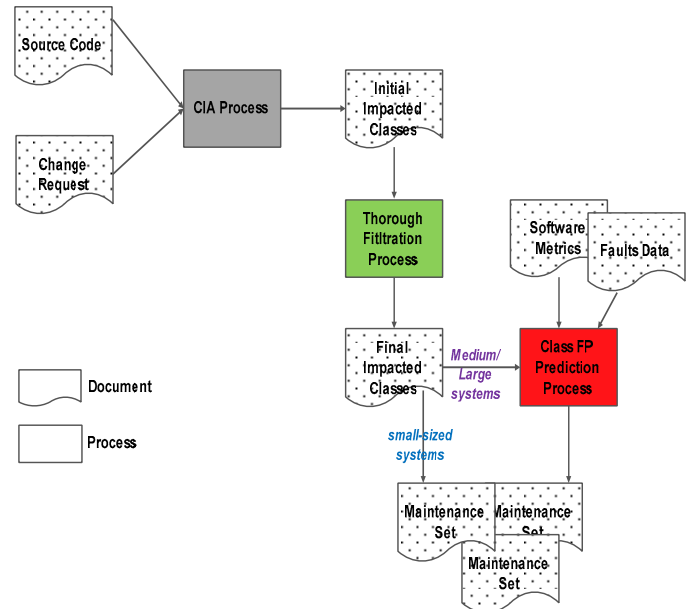 Source Code
CIA Process
Initial
Impacted
Classes
Change
Request
Thorough
Fitltration
Process
Software
Metrics
Faults Data
Final
Impacted
Classes
Medium/
Large
systems
Class FP
Prediction
Process
Document
Process
small-sized
systems
Maintenance
Set
Maintenance
Set
Maintenance
Set